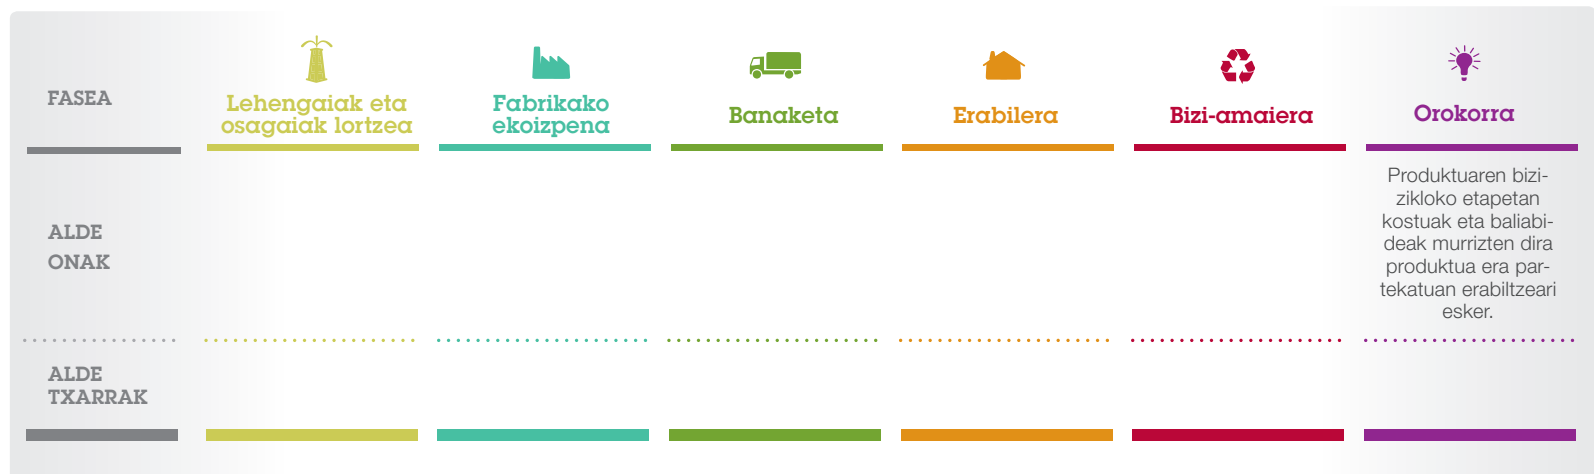 FASEA
Lehengaiak eta
osagaiak lortzea
Fabrikako
ekoizpena
Banaketa
Erabilera
Bizi-amaiera
Orokorra
ALDE
ONAK
Produktuaren bizi-
zikloko etapetan
kostuak eta baliabi-
deak murrizten dira
produktua era par-
tekatuan erabiltzeari
esker.
ALDE
TXARRAK